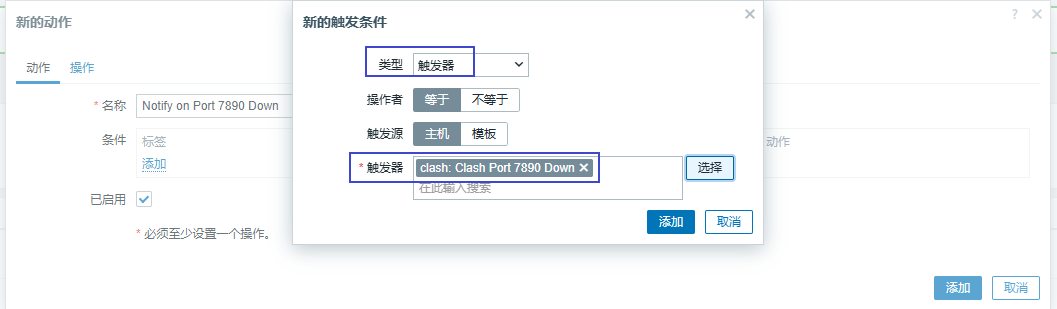 新的动作
动作 操作
* 名称 Notify on Port 7890 Down
条件 标签 动作
添加
已启用
* 必须至少设置一个操作。
添加 取消
新的触发条件
类型 触发器
操作者 等于 不等于
触发源 主机 模板
* 触发器 clash: Clash Port 7890 Down 选择
在此输入搜索
添加 取消